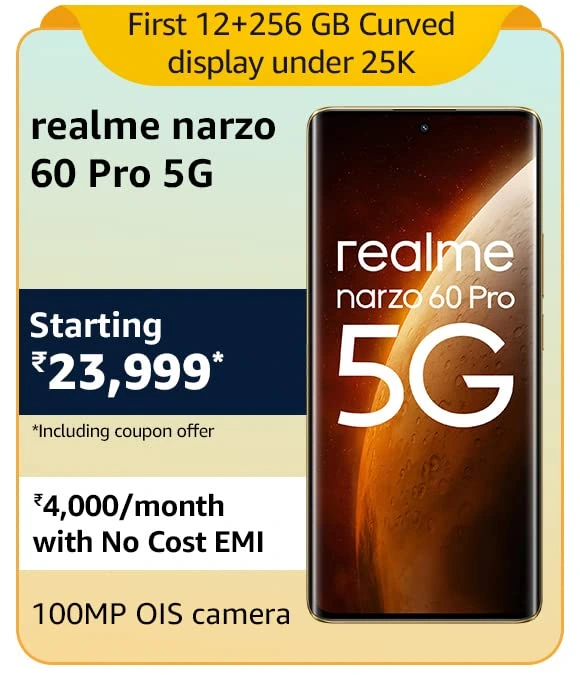 First 12+256 GB Curved
display under 25K
realme narzo
60 Pro 5G
realme
narzo 60 Pro
5G
Starting
₹23,999*
*Including coupon offer
₹4,000/month
with No Cost EMI
100MP OIS camera